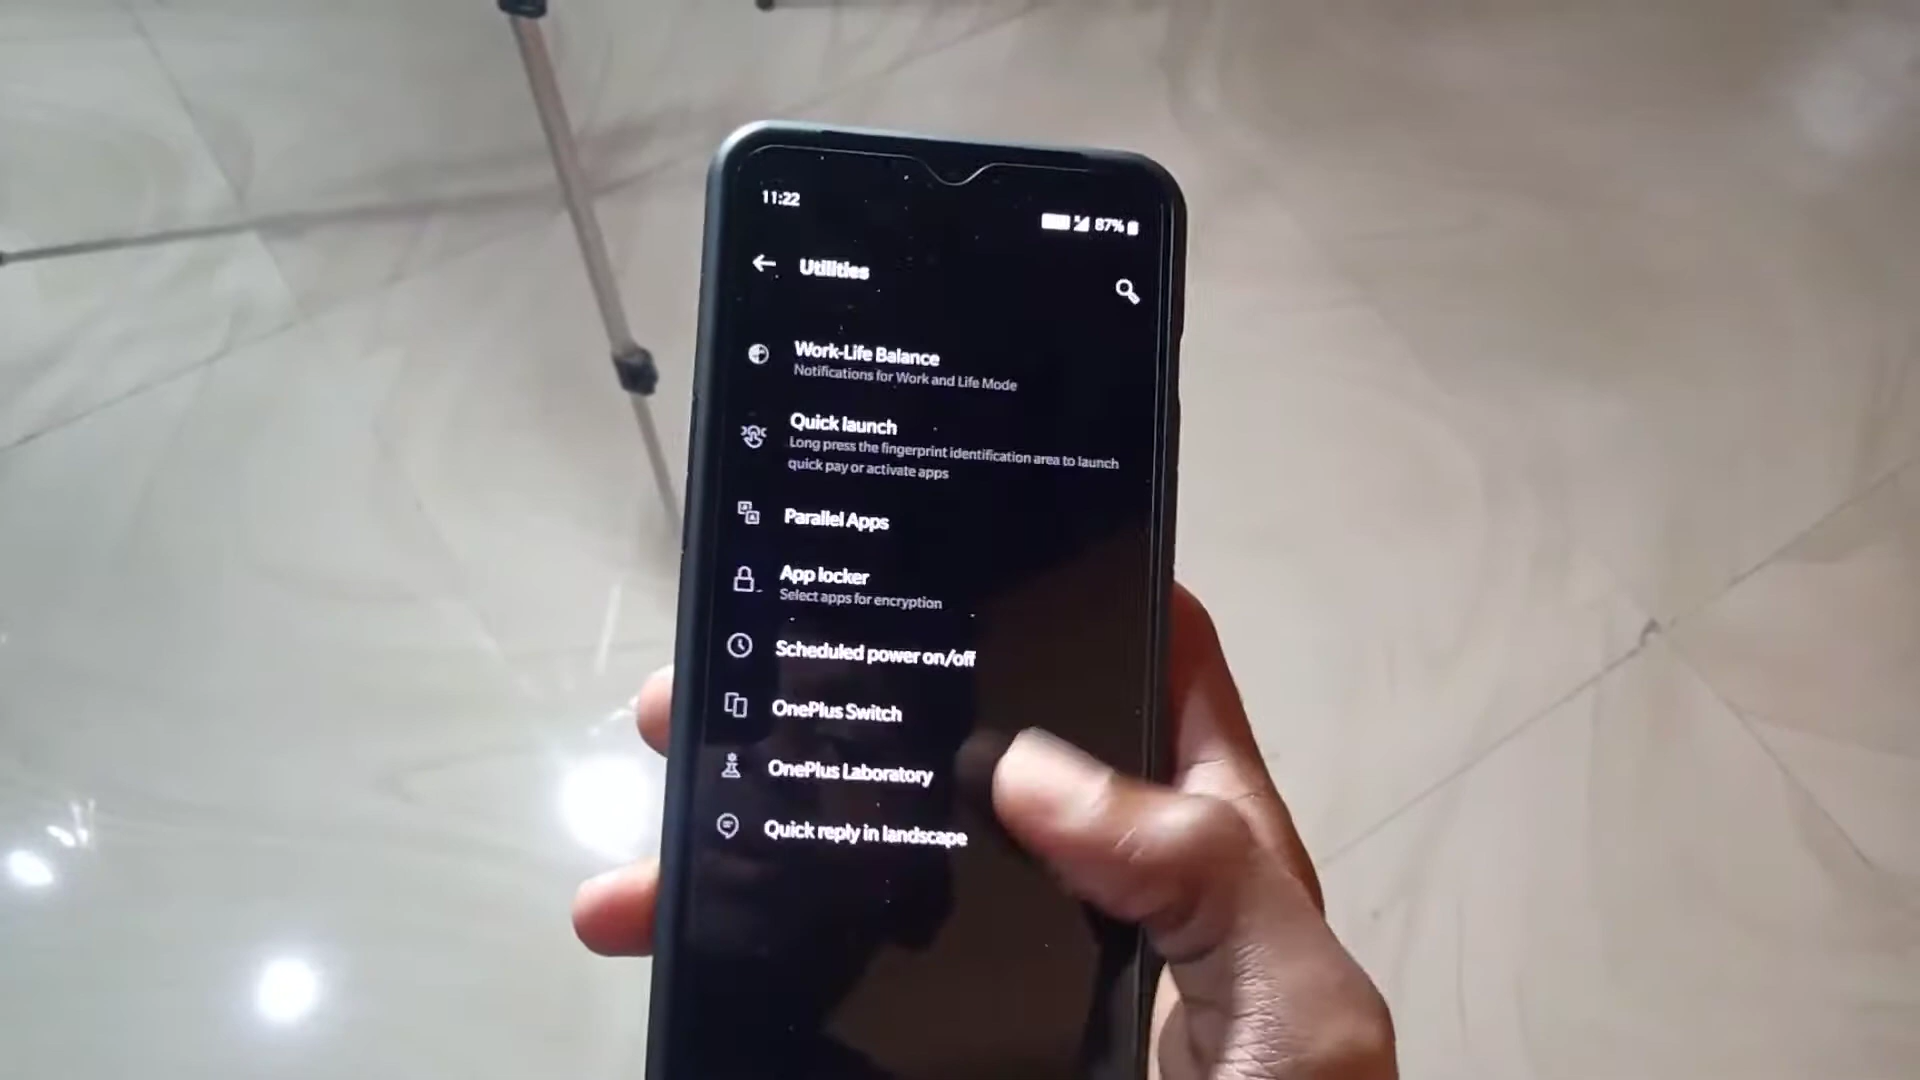 11:22
87%
Utilities
Work-Life Balance
Notifications for Work and Life Mode
Quick launch
Long press the fingerprint identification area to launch
quick pay or activate apps
Parallel Apps
App locker
Select apps for encryption
Scheduled power on/off
OnePlus Switch
OnePlus Laboratory
Quick reply in landscape